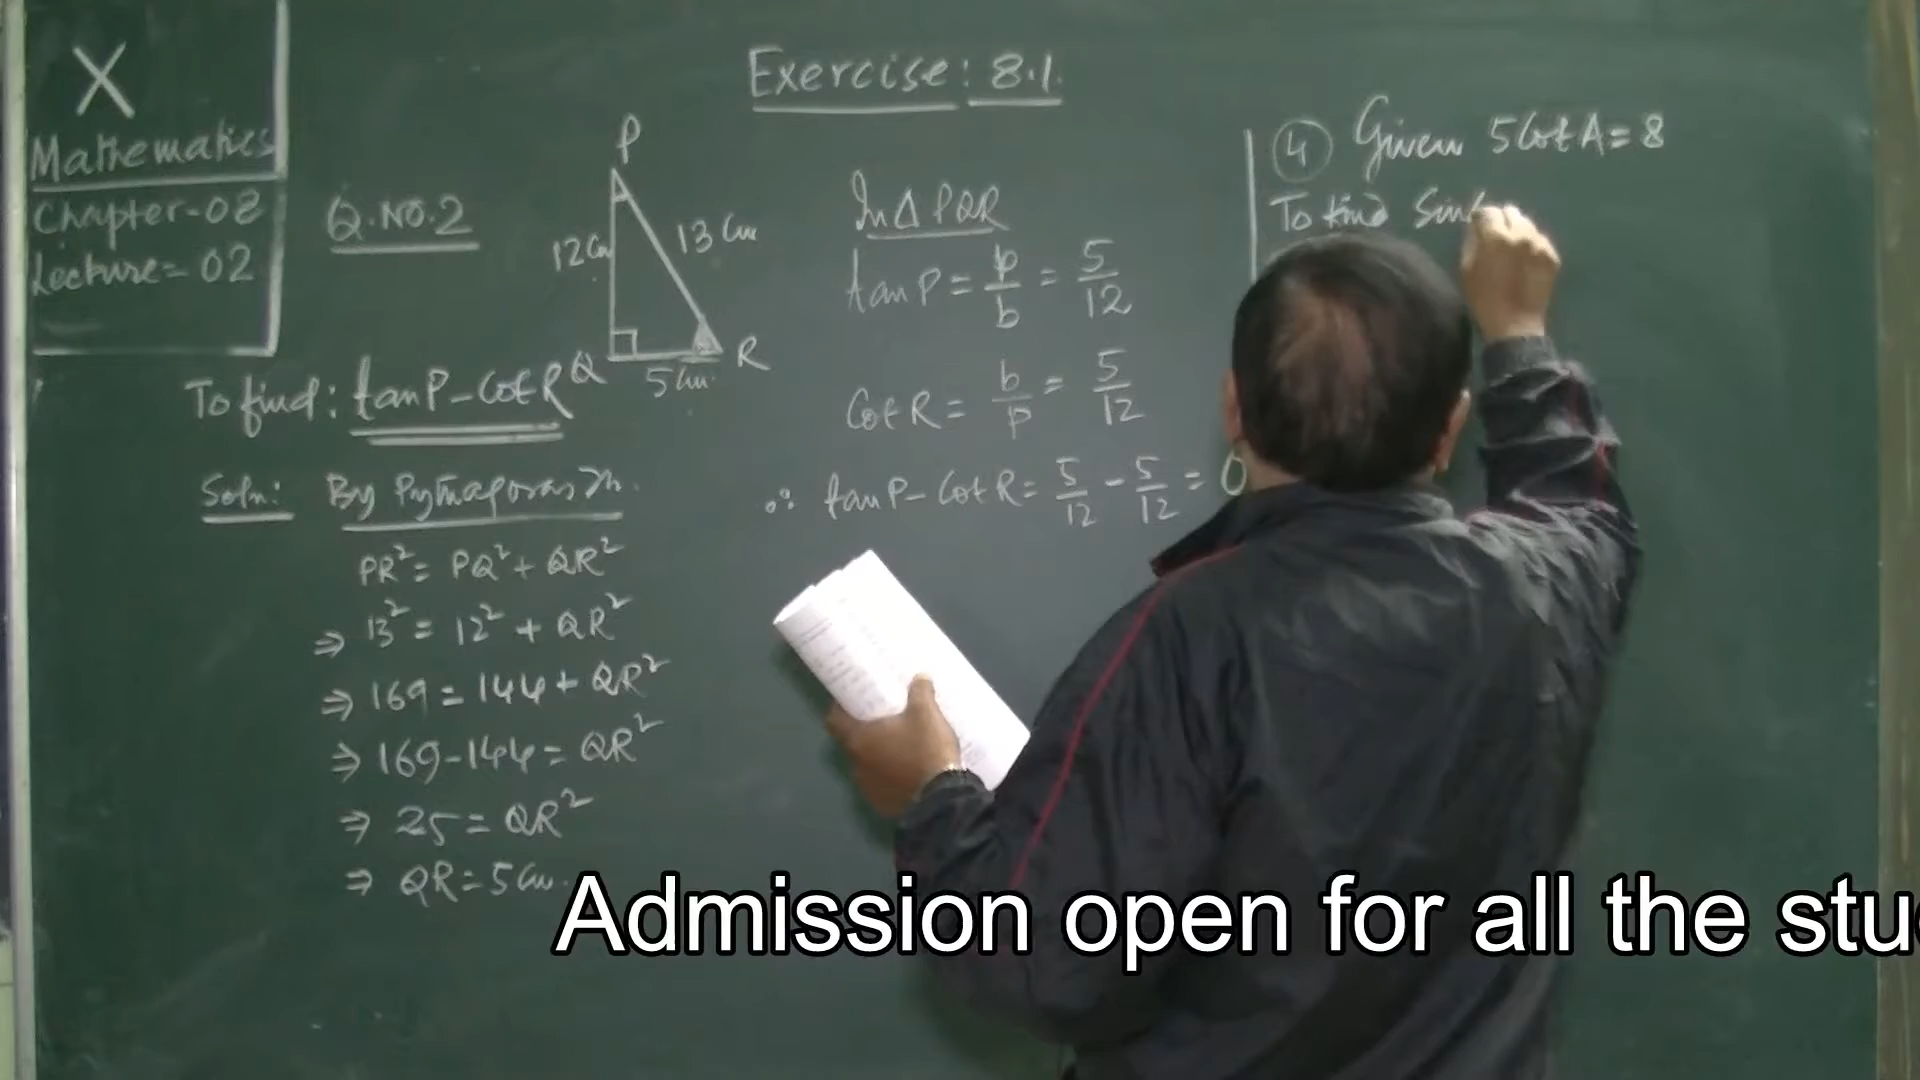 X
Mathematics
Chapter-08
Lecture-02
Exercise: 8.1.
Q.NO.2
P
12Cm
13 Cm
Q
5Cm.
R
To find: tanP-CotR
Soln: By Pythagoras Th.
PR² = PQ² + QR²
⇒ 13² = 12² + QR²
⇒ 169 = 144 + QR²
⇒ 169-144 = QR²
⇒ 25 = QR²
⇒ QR = 5Cm.
In Δ PQR
tan P = p/b = 5/12
Cot R = b/p = 5/12
∴ tan P - Cot R = 5/12 - 5/12 = 0
④ Given 5CotA = 8
To find Sin
Admission open for all the